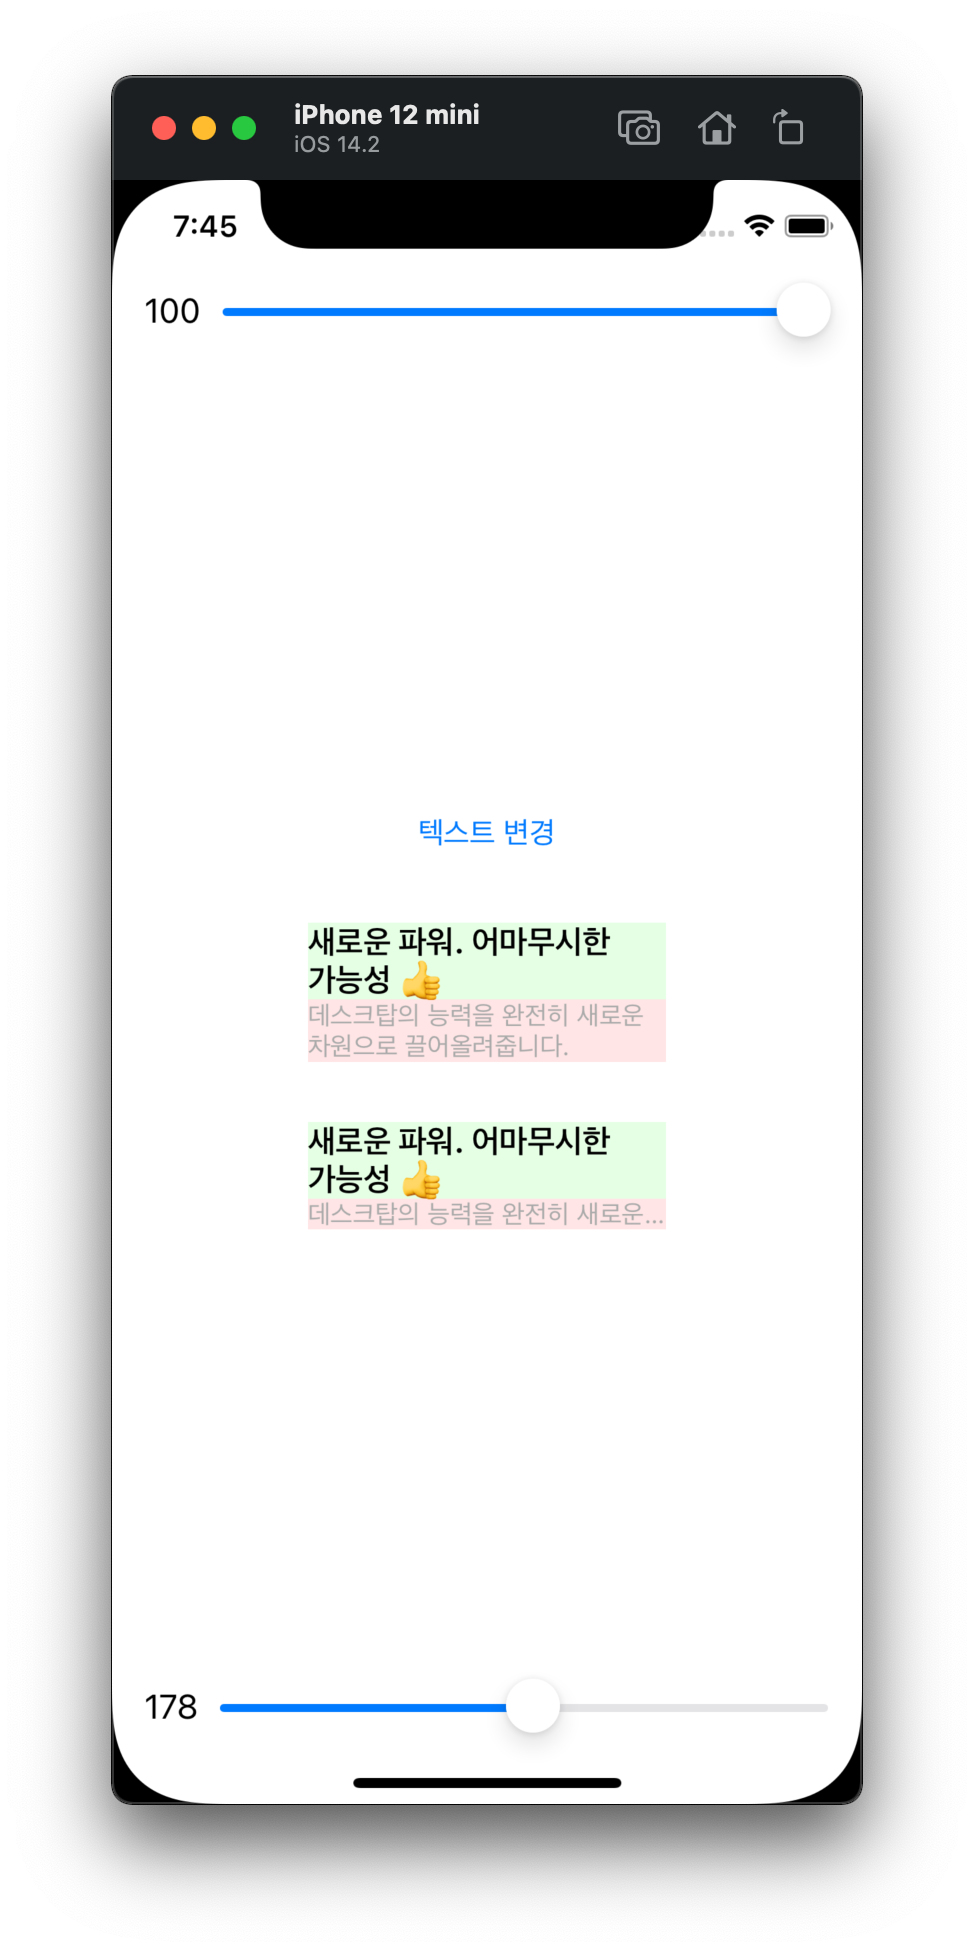 iPhone 12 mini
iOS 14.2
7:45
100
텍스트 변경
새로운 파워. 어마무시한
가능성 👍
데스크탑의 능력을 완전히 새로운
차원으로 끌어올려줍니다.
새로운 파워. 어마무시한
가능성 👍
데스크탑의 능력을 완전히 새로운...
178